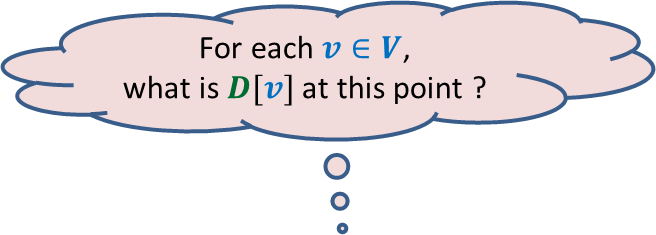 For each v ∈ V,
what is D[v] at this point ?